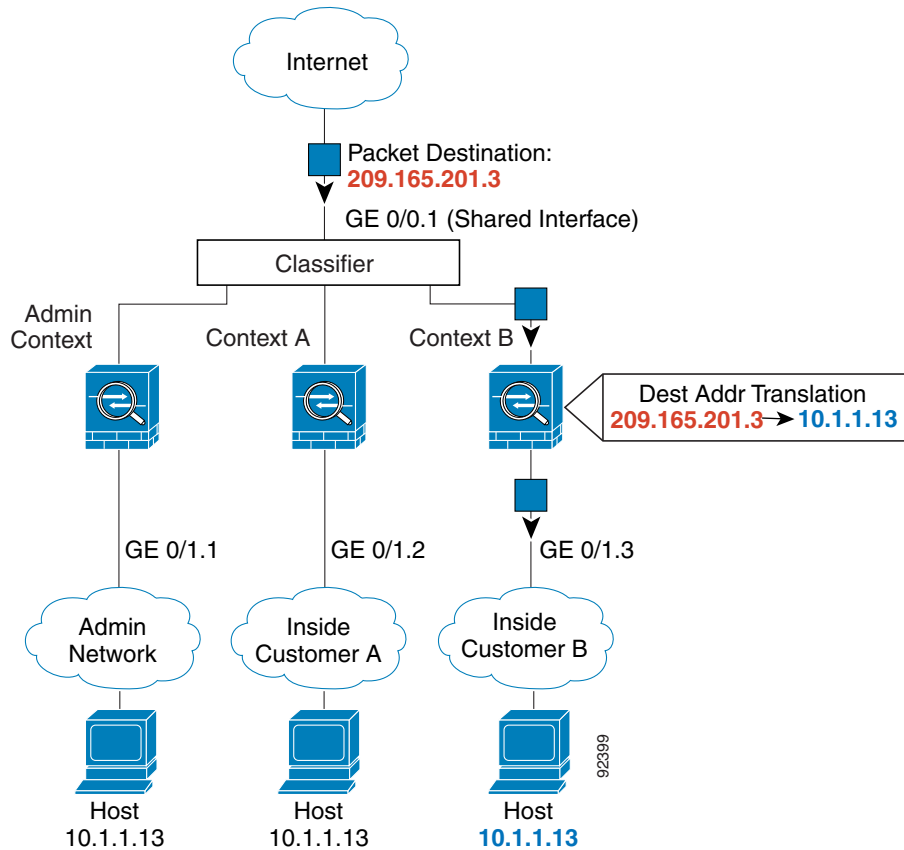 Internet
Packet Destination:
209.165.201.3
GE 0/0.1 (Shared Interface)
Classifier
Admin
Context
Context A
Context B
Dest Addr Translation
209.165.201.3 10.1.1.13
GE 0/1.1
GE 0/1.2
GE 0/1.3
Admin
Network
Inside
Customer A
Inside
Customer B
92399
Host
10.1.1.13
Host
10.1.1.13
Host
10.1.1.13